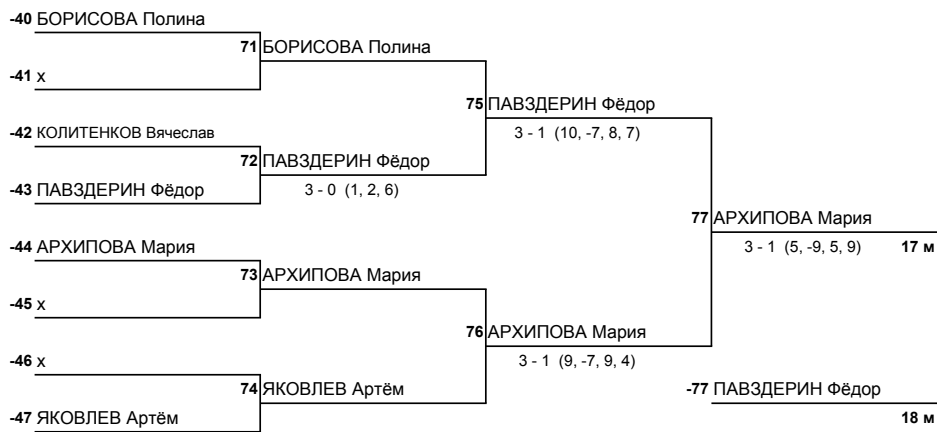 -40 БОРИСОВА Полина
71 БОРИСОВА Полина
-41 х
75 ПАВЗДЕРИН Фёдор
3 - 1 (10, -7, 8, 7)
-42 КОЛИТЕНКОВ Вячеслав
72 ПАВЗДЕРИН Фёдор
3 - 0 (1, 2, 6)
-43 ПАВЗДЕРИН Фёдор
77 АРХИПОВА Мария
3 - 1 (5, -9, 5, 9) 17 м
-44 АРХИПОВА Мария
73 АРХИПОВА Мария
-45 х
76 АРХИПОВА Мария
3 - 1 (9, -7, 9, 4)
-46 х
74 ЯКОВЛЕВ Артём
-77 ПАВЗДЕРИН Фёдор
-47 ЯКОВЛЕВ Артём
18 м